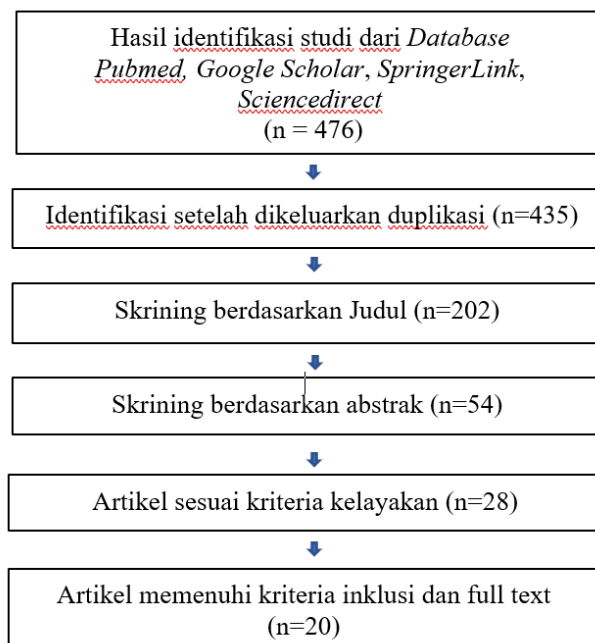 Hasil identifikasi studi dari Database
Pubmed, Google Scholar, SpringerLink,
Sciencedirect
(n = 476)
Identifikasi setelah dikeluarkan duplikasi (n=435)
Skrining berdasarkan Judul (n=202)
Skrining berdasarkan abstrak (n=54)
Artikel sesuai kriteria kelayakan (n=28)
Artikel memenuhi kriteria inklusi dan full text
(n=20)